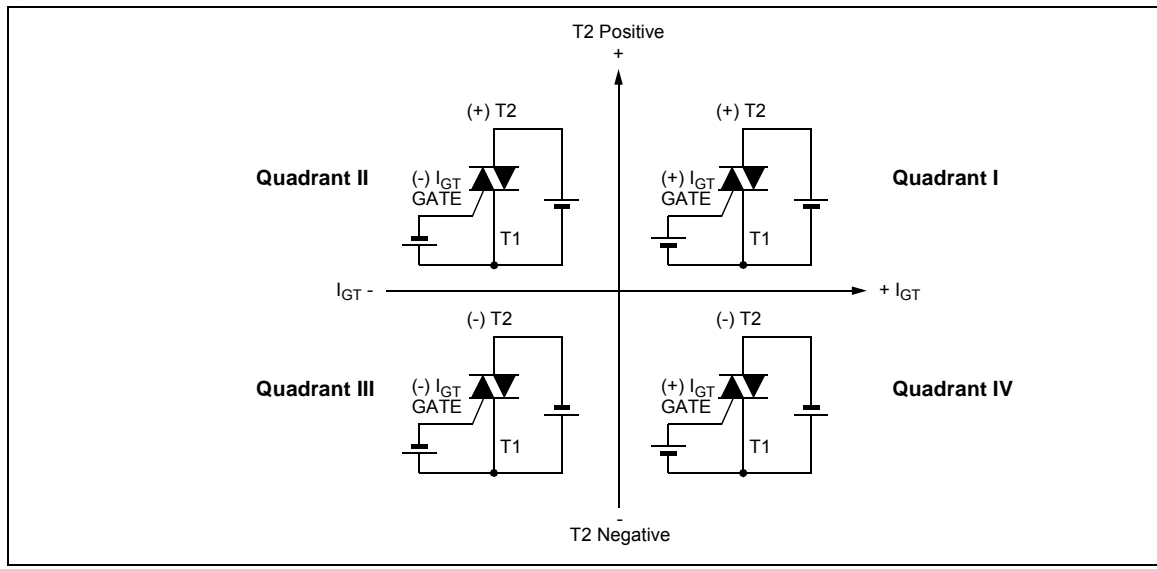 T2 Positive
+
(+) T2
(+) T2
Quadrant II
(-) IGT
GATE
T1
(+) IGT
GATE
T1
Quadrant I
IGT -
+ IGT
(-) T2
(-) T2
Quadrant III
(-) IGT
GATE
T1
(+) IGT
GATE
T1
Quadrant IV
-
T2 Negative